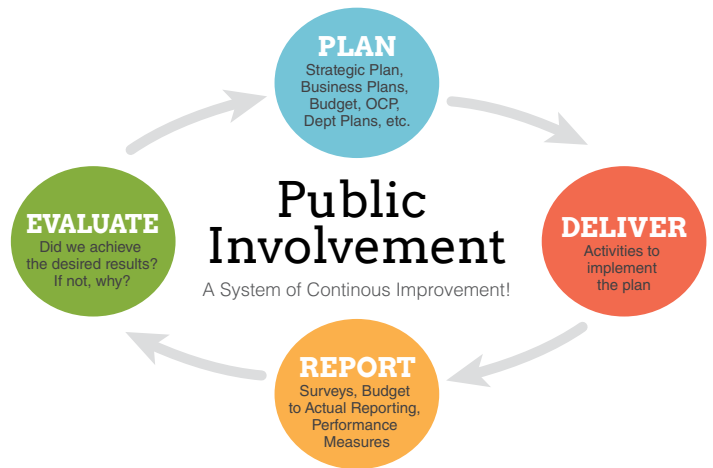 PLAN
Strategic Plan,
Business Plans,
Budget, OCP,
Dept Plans, etc.
Public
Involvement
A System of Continous Improvement!
EVALUATE
Did we achieve
the desired results?
If not, why?
DELIVER
Activities to
implement
the plan
REPORT
Surveys, Budget
to Actual Reporting,
Performance
Measures